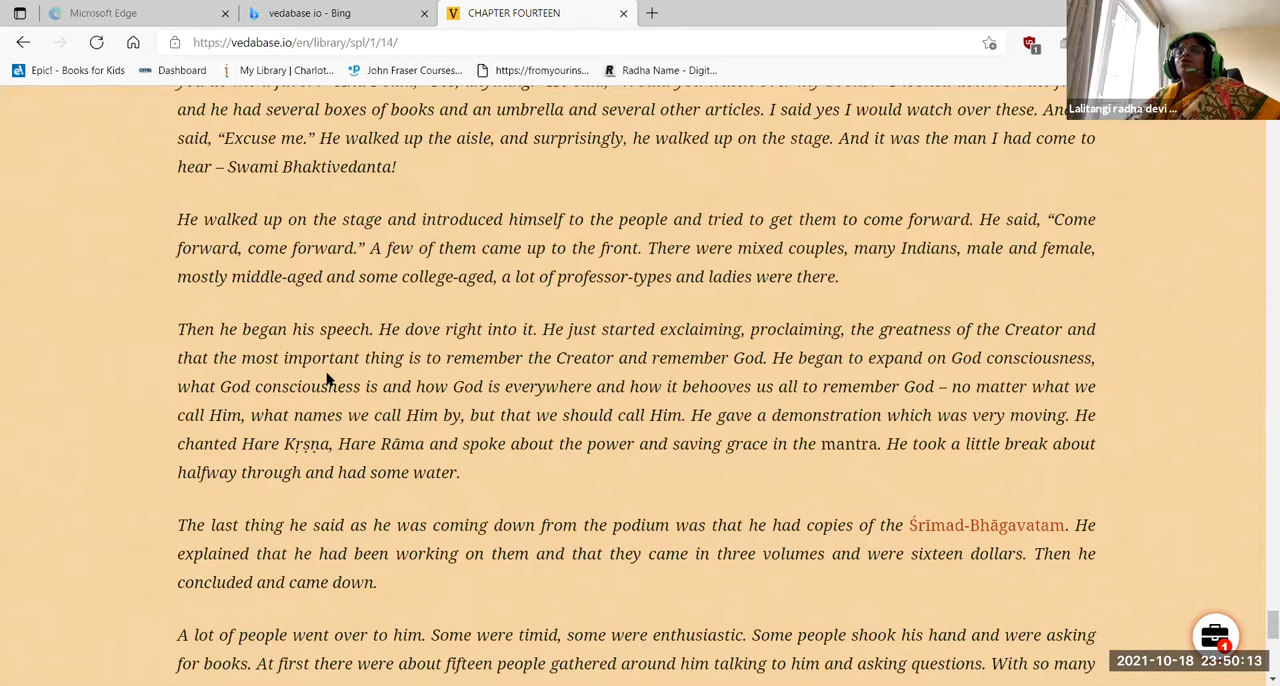 Microsoft Edge
vedabase io - Bing
CHAPTER FOURTEEN
https://vedabase.io/en/library/spl/1/14/
1
Epic! - Books for Kids
Dashboard
My Library | Charlot...
John Fraser Courses...
https://fromyourins...
Radha Name - Digit...
Lalitangi radha devi ...
and he had several boxes of books and an umbrella and several other articles. I said yes I would watch over these. And
said, “Excuse me.” He walked up the aisle, and surprisingly, he walked up on the stage. And it was the man I had come to
hear – Swami Bhaktivedanta!
He walked up on the stage and introduced himself to the people and tried to get them to come forward. He said, “Come
forward, come forward.” A few of them came up to the front. There were mixed couples, many Indians, male and female,
mostly middle-aged and some college-aged, a lot of professor-types and ladies were there.
Then he began his speech. He dove right into it. He just started exclaiming, proclaiming, the greatness of the Creator and
that the most important thing is to remember the Creator and remember God. He began to expand on God consciousness,
what God consciousness is and how God is everywhere and how it behooves us all to remember God – no matter what we
call Him, what names we call Him by, but that we should call Him. He gave a demonstration which was very moving. He
chanted Hare Kṛṣṇa, Hare Rāma and spoke about the power and saving grace in the mantra. He took a little break about
halfway through and had some water.
The last thing he said as he was coming down from the podium was that he had copies of the Śrīmad-Bhāgavatam. He
explained that he had been working on them and that they came in three volumes and were sixteen dollars. Then he
concluded and came down.
A lot of people went over to him. Some were timid, some were enthusiastic. Some people shook his hand and were asking
for books. At first there were about fifteen people gathered around him talking to him and asking questions. With so many
1
2021-10-18 23:50:13